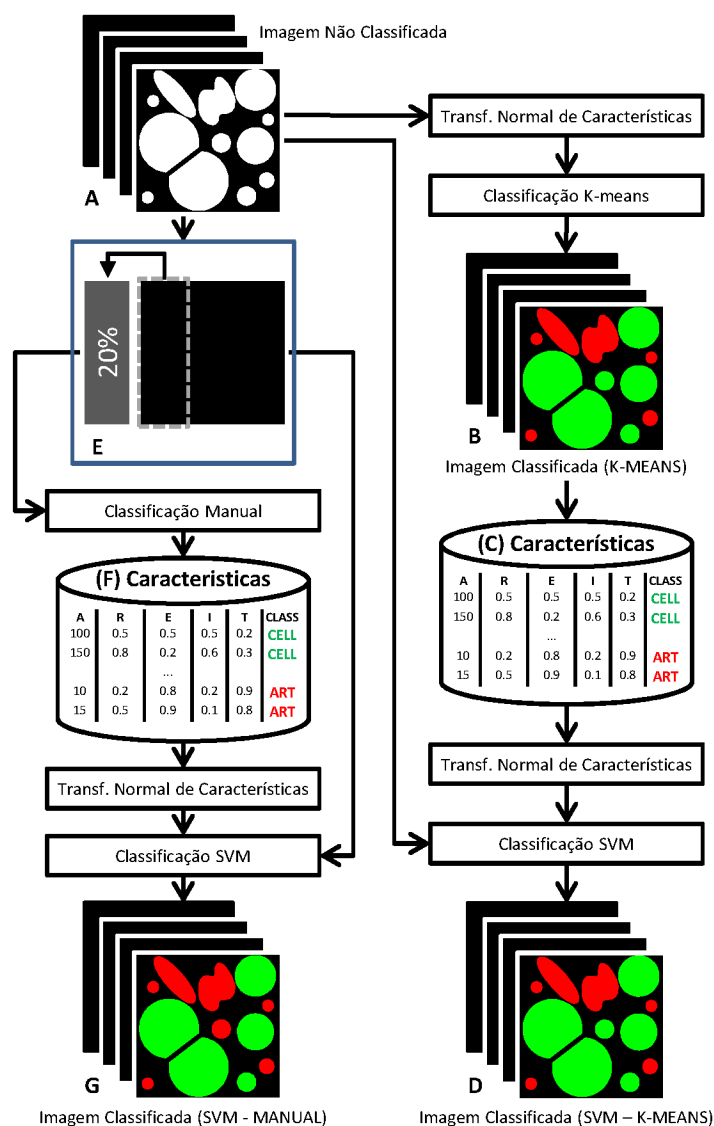 Imagem Não Classificada
A
Transf. Normal de Características
Classificação K-means
B
Imagem Classificada (K-MEANS)
20%
E
Classificação Manual
(F) Caracteristicas
A R E I T CLASS
100 0.5 0.5 0.5 0.2 CELL
150 0.8 0.2 0.6 0.3 CELL
...
10 0.2 0.8 0.2 0.9 ART
15 0.5 0.9 0.1 0.8 ART
Transf. Normal de Características
Classificação SVM
G
Imagem Classificada (SVM - MANUAL)
(C) Características
A R E I T CLASS
100 0.5 0.5 0.5 0.2 CELL
150 0.8 0.2 0.6 0.3 CELL
...
10 0.2 0.8 0.2 0.9 ART
15 0.5 0.9 0.1 0.8 ART
Transf. Normal de Características
Classificação SVM
D
Imagem Classificada (SVM – K-MEANS)